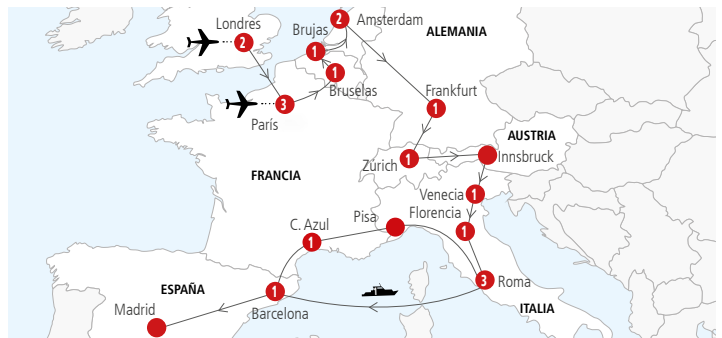 Londres
2
Brujas
1
2
Amsterdam
ALEMANIA
1
Bruselas
3
París
Frankfurt
1
AUSTRIA
Zúrich
1
Innsbruck
FRANCIA
Venecia
1
Florencia
1
Pisa
C. Azul
1
3
Roma
ITALIA
ESPAÑA
1
Barcelona
Madrid